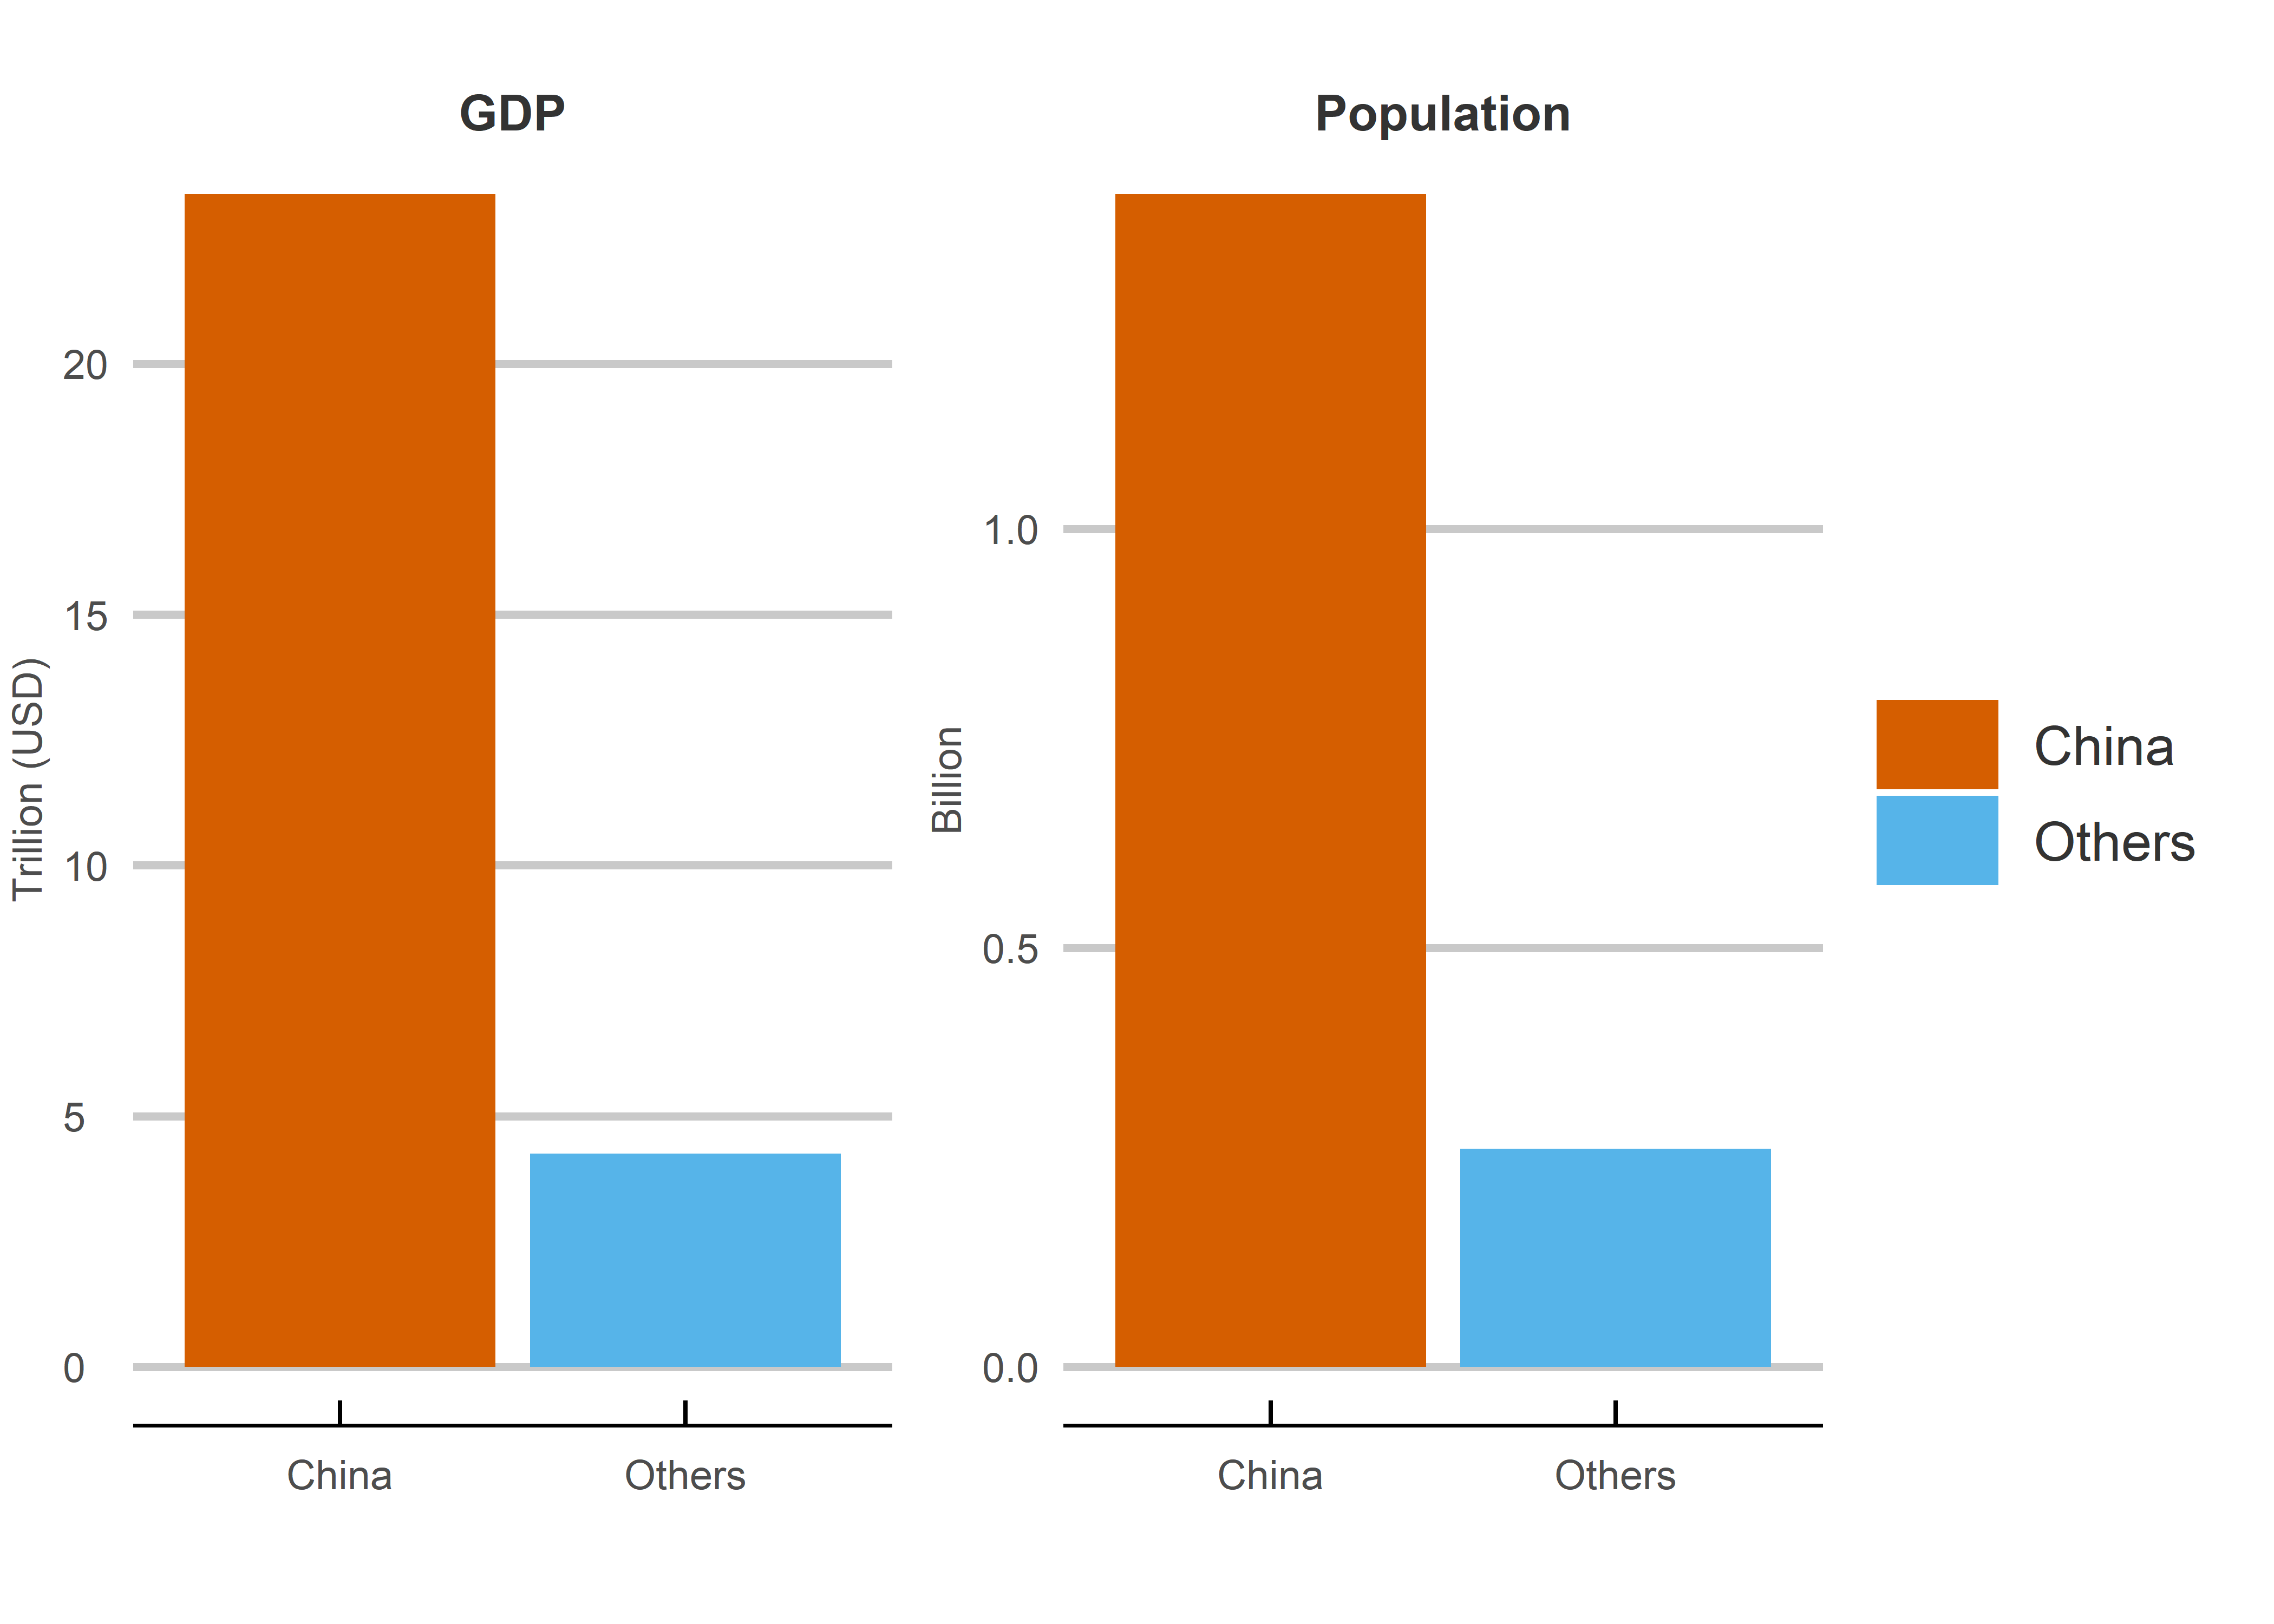 GDP
Trillion (USD)
20
15
10
5
0
China
Others
Population
Billion
1.0
0.5
0.0
China
Others
China
Others